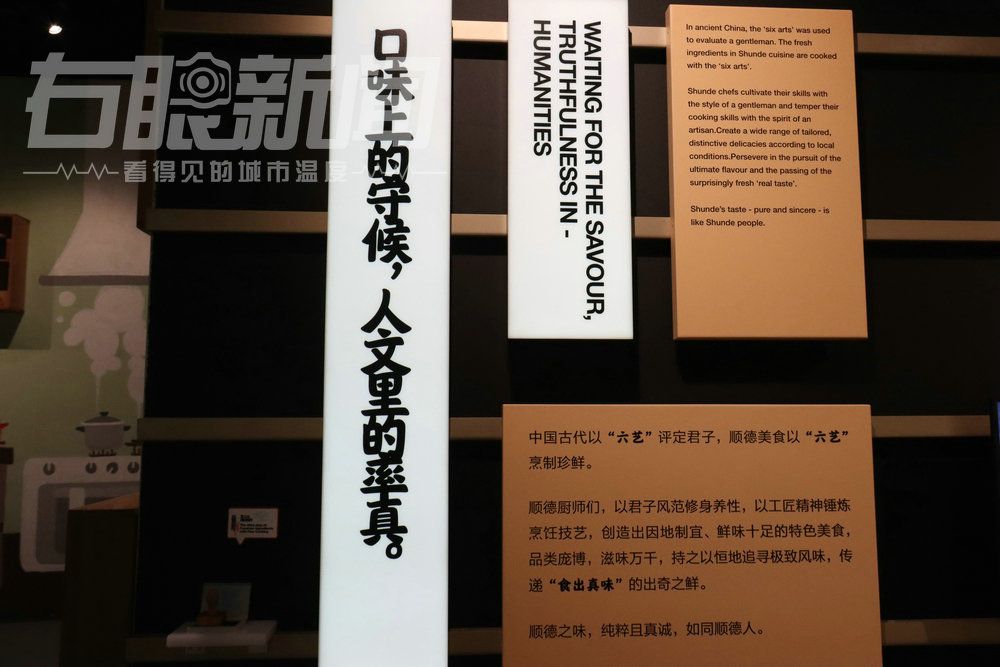 右眼新闻
看得见的城市温度
口味上的守候，人文里的率真。
WAITING FOR THE SAVOUR,
TRUTHFULNESS IN -
HUMANITIES
In ancient China, the ‘six arts’ was used
to evaluate a gentleman. The fresh
ingredients in Shunde cuisine are cooked
with the ‘six arts’.
Shunde chefs cultivate their skills with
the style of a gentleman and temper their
cooking skills with the spirit of an
artisan.Create a wide range of tailored,
distinctive delicacies according to local
conditions.Persevere in the pursuit of the
ultimate flavour and the passing of the
surprisingly fresh ‘real taste’.
Shunde’s taste - pure and sincere - is
like Shunde people.
中国古代以“六艺”评定君子，顺德美食以“六艺”
烹制珍鲜。
顺德厨师们，以君子风范修身养性，以工匠精神锤炼
烹饪技艺，创造出因地制宜、鲜味十足的特色美食，
品类庞博，滋味万千，持之以恒地追寻极致风味，传
递“食出真味”的出奇之鲜。
顺德之味，纯粹且真诚，如同顺德人。